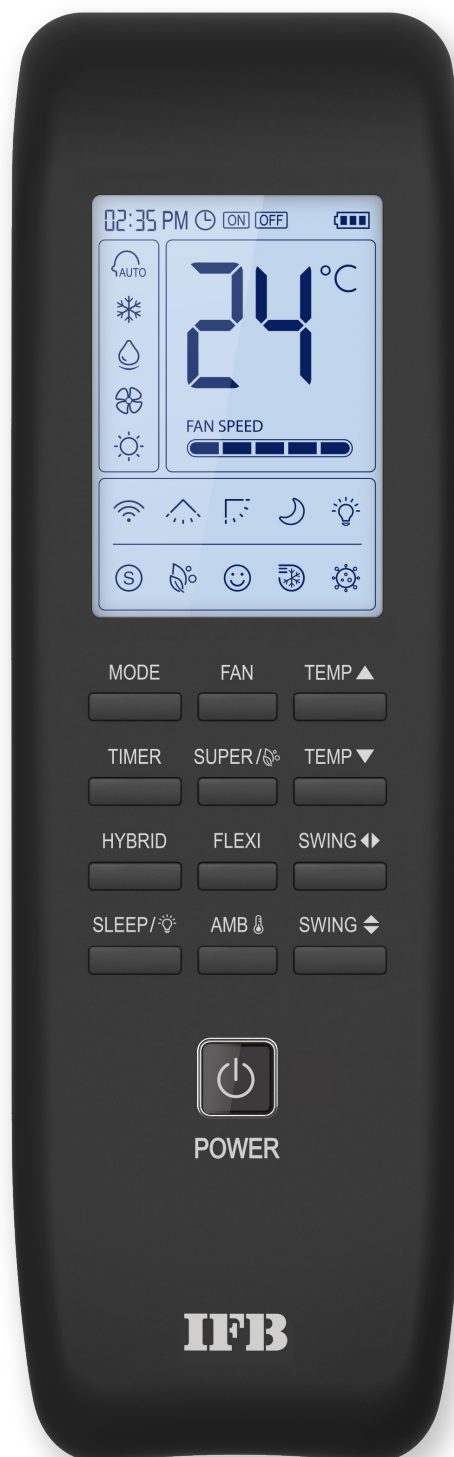 02:35 PM ON OFF
AUTO
24 °C
FAN SPEED
S
MODE FAN TEMP ▲
TIMER SUPER/ TEMP ▼
HYBRID FLEXI SWING ◀▶
SLEEP/ AMB SWING ▲▼
POWER
IFB